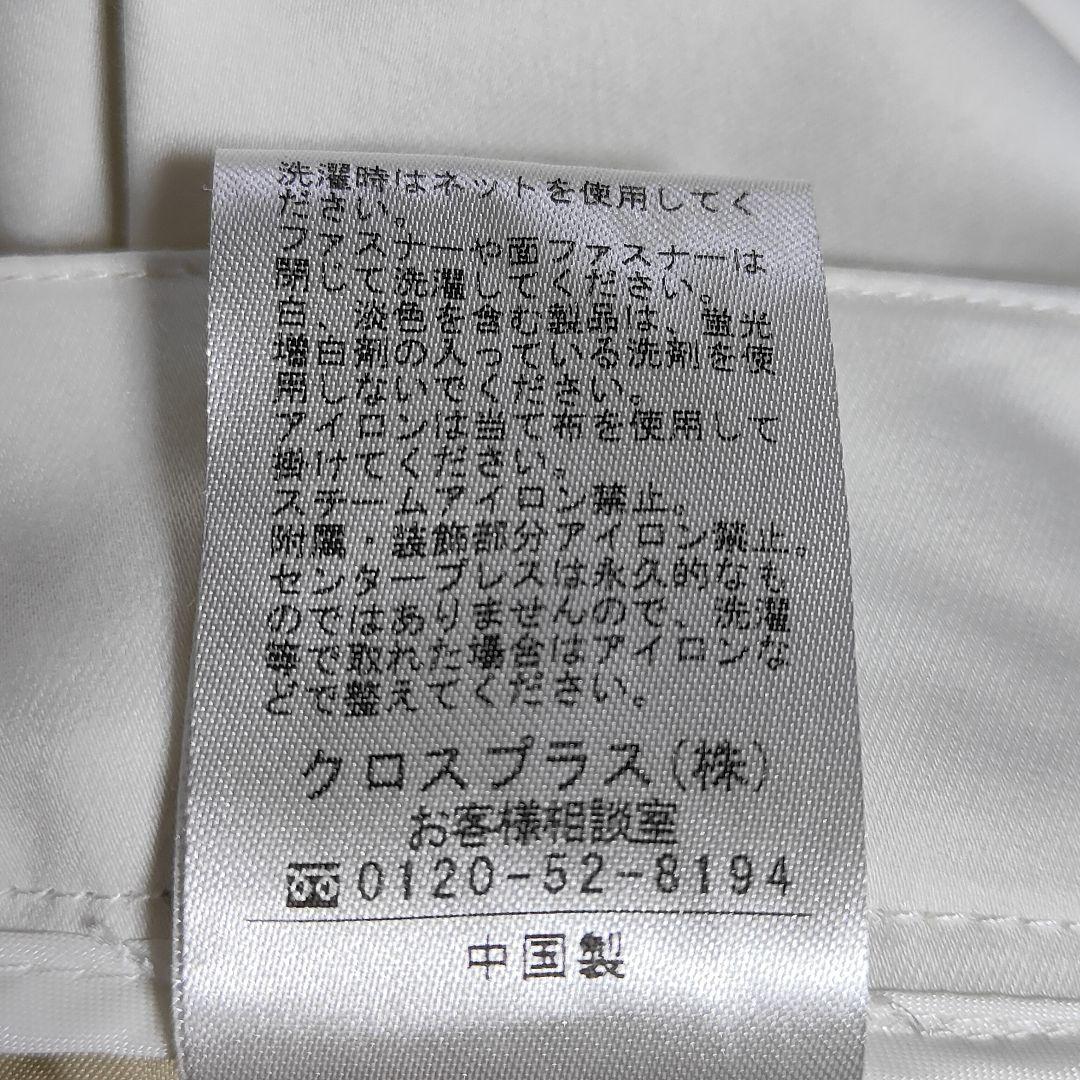 洗濯時はネットを使用してく
ださい。
ファスナーや面ファスナーは
閉じて洗濯してください。
白、淡色を含む製品は、蛍光
増白剤の入っている洗剤を使
用しないでください。
アイロンは当て布を使用して
掛けてください。
スチームアイロン禁止。
附属・装飾部分アイロン禁止。
センタープレスは永久的なも
のではありませんので、洗濯
等で取れた場合はアイロンな
どで整えてください。
クロスプラス(株)
お客様相談室
0120-52-8194
中国製